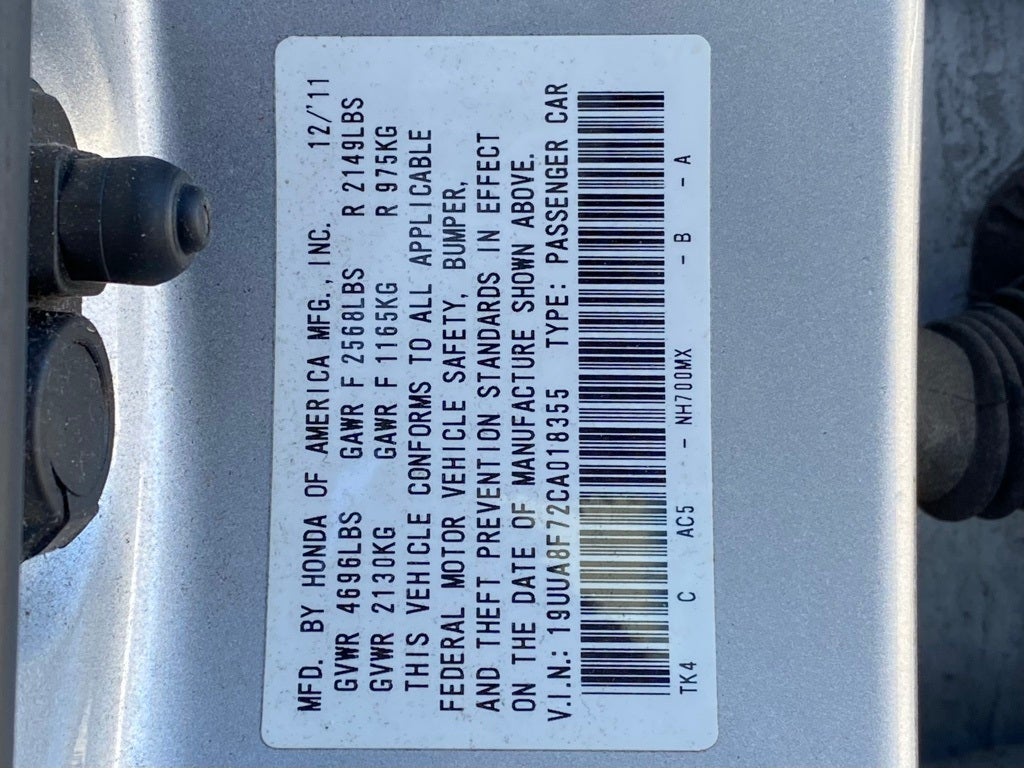 MFD. BY HONDA OF AMERICA MFG., INC. 12/'11
GVWR 4696LBS GAWR F 2568LBS R 2149LBS
GVWR 2130KG GAWR F 1165KG R 975KG
THIS VEHICLE CONFORMS TO ALL APPLICABLE
FEDERAL MOTOR VEHICLE SAFETY, BUMPER,
AND THEFT PREVENTION STANDARDS IN EFFECT
ON THE DATE OF MANUFACTURE SHOWN ABOVE.
V.I.N.: 19UUA8F72CA018355 TYPE: PASSENGER CAR
TK4 C AC5 - NH700MX - B - A